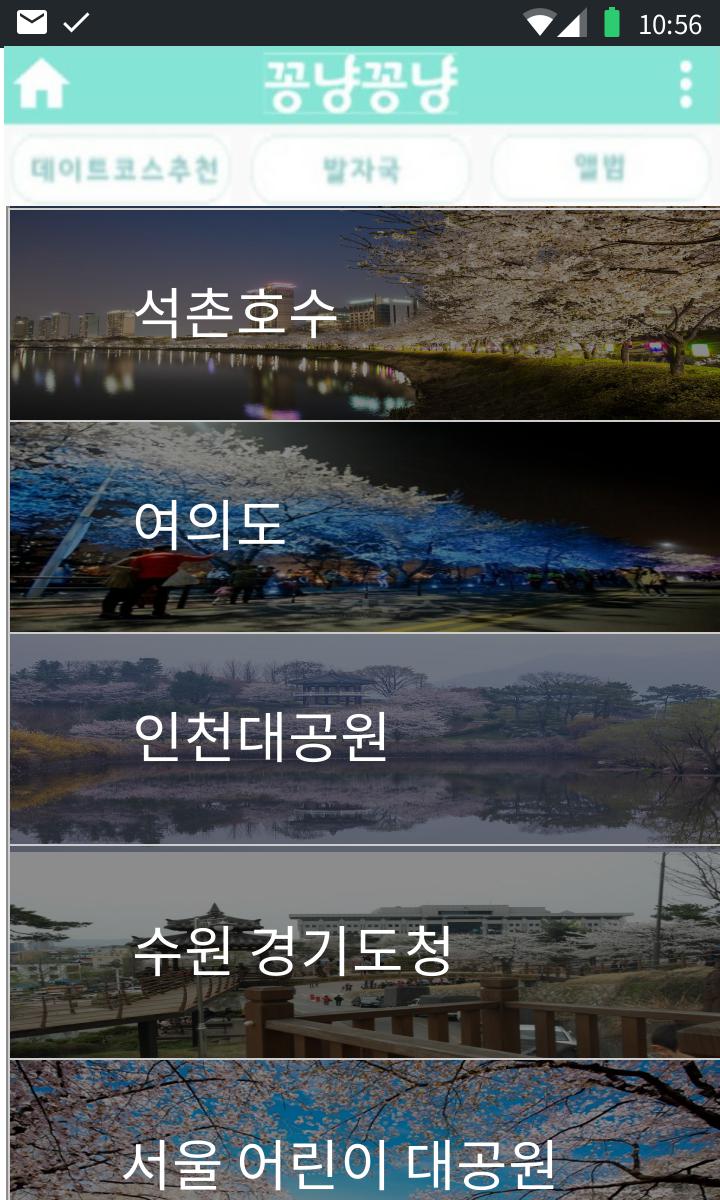 10:56
꽁냥꽁냥
데이트코스추천 발자국 앨범
석촌호수
여의도
인천대공원
수원 경기도청
서울 어린이 대공원